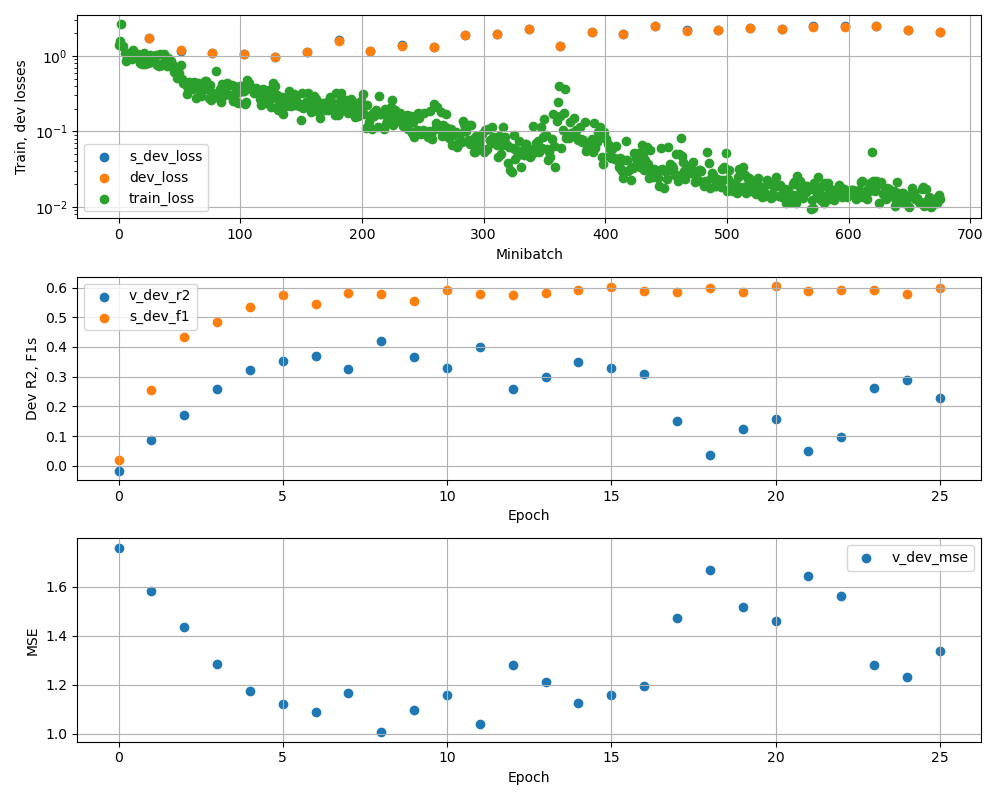 Train, dev losses
10⁰
10⁻¹
10⁻²
s_dev_loss
dev_loss
train_loss
0 100 200 300 400 500 600 700
Minibatch
Dev R2, F1s
0.6
0.5
0.4
0.3
0.2
0.1
0.0
v_dev_r2
s_dev_f1
0 5 10 15 20 25
Epoch
MSE
1.6
1.4
1.2
1.0
v_dev_mse
0 5 10 15 20 25
Epoch